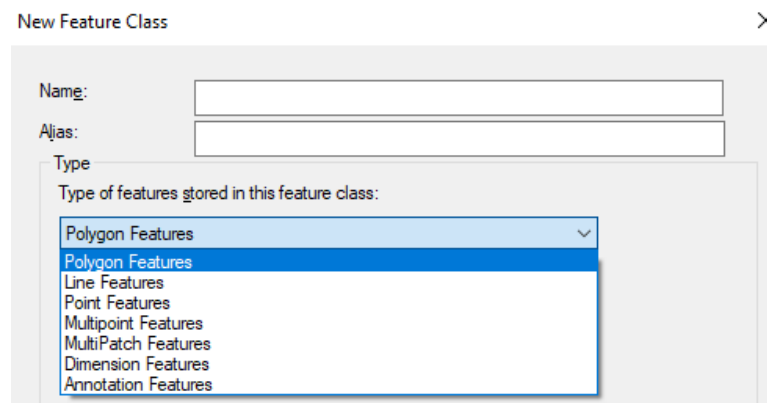 New Feature Class
Name:
Alias:
Type
Type of features stored in this feature class:
Polygon Features
Polygon Features
Line Features
Point Features
Multipoint Features
MultiPatch Features
Dimension Features
Annotation Features